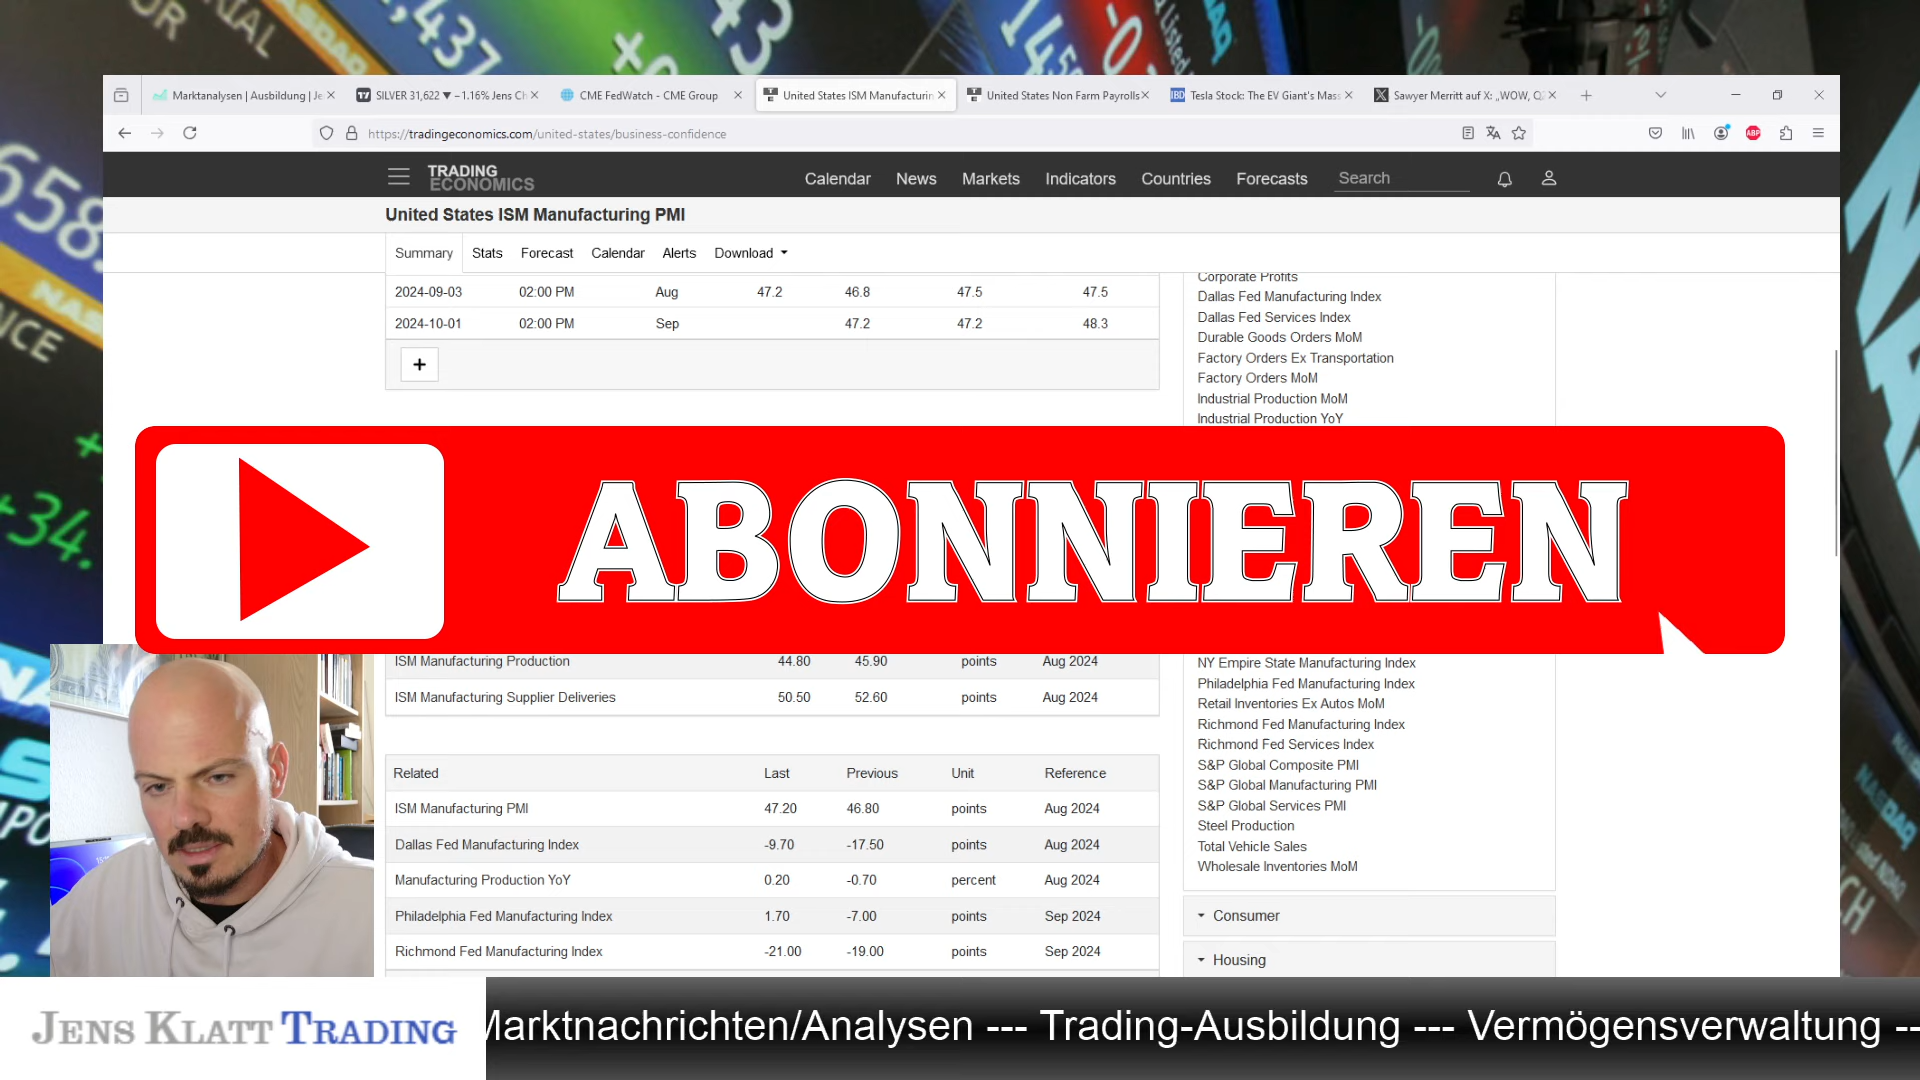 Marktanalysen | Ausbildung | Je
SILVER 31,622 ▼ −1.16% Jens Ch
CME FedWatch - CME Group
United States ISM Manufacturin
United States Non Farm Payrolls
IBD
Tesla Stock: The EV Giant's Mass
Sawyer Merritt auf X: „WOW, Q
https://tradingeconomics.com/united-states/business-confidence
ABP
TRADING
ECONOMICS
Calendar
News
Markets
Indicators
Countries
Forecasts
Search
United States ISM Manufacturing PMI
Summary
Stats
Forecast
Calendar
Alerts
Download
2024-09-03 02:00 PM Aug 47.2 46.8 47.5 47.5
2024-10-01 02:00 PM Sep 47.2 47.2 48.3
+
Corporate Profits
Dallas Fed Manufacturing Index
Dallas Fed Services Index
Durable Goods Orders MoM
Factory Orders Ex Transportation
Factory Orders MoM
Industrial Production MoM
Industrial Production YoY
ABONNIEREN
ISM Manufacturing Production 44.80 45.90 points Aug 2024
ISM Manufacturing Supplier Deliveries 50.50 52.60 points Aug 2024
Related Last Previous Unit Reference
ISM Manufacturing PMI 47.20 46.80 points Aug 2024
Dallas Fed Manufacturing Index -9.70 -17.50 points Aug 2024
Manufacturing Production YoY 0.20 -0.70 percent Aug 2024
Philadelphia Fed Manufacturing Index 1.70 -7.00 points Sep 2024
Richmond Fed Manufacturing Index -21.00 -19.00 points Sep 2024
NY Empire State Manufacturing Index
Philadelphia Fed Manufacturing Index
Retail Inventories Ex Autos MoM
Richmond Fed Manufacturing Index
Richmond Fed Services Index
S&P Global Composite PMI
S&P Global Manufacturing PMI
S&P Global Services PMI
Steel Production
Total Vehicle Sales
Wholesale Inventories MoM
Consumer
Housing
JENS KLATT TRADING
Marktnachrichten/Analysen --- Trading-Ausbildung --- Vermögensverwaltung --